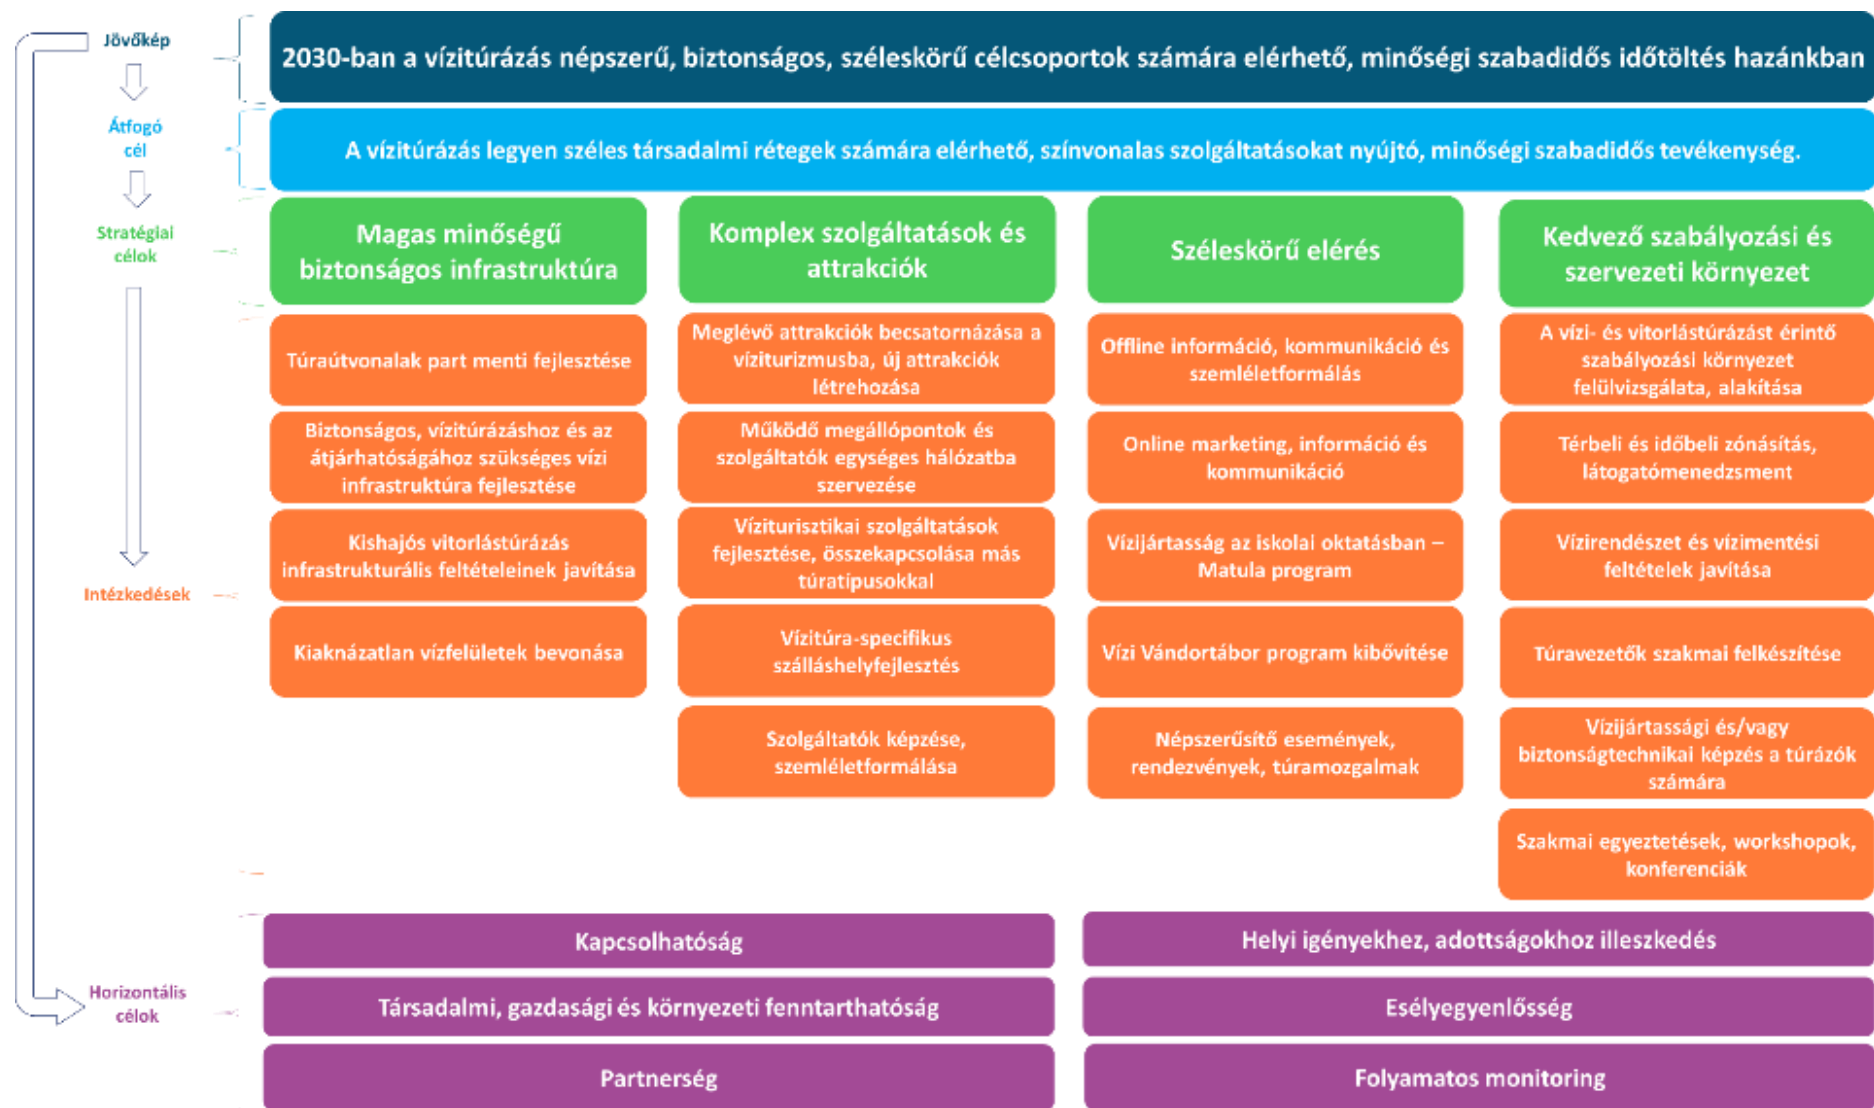 Jövőkép
2030-ban a vízitúrázás népszerű, biztonságos, széleskörű célcsoportok számára elérhető, minőségi szabadidős időtöltés hazánkban
Átfogó
cél
A vízitúrázás legyen széles társadalmi rétegek számára elérhető, színvonalas szolgáltatásokat nyújtó, minőségi szabadidős tevékenység.
Stratégiai
célok
Magas minőségű
biztonságos infrastruktúra
Komplex szolgáltatások és
attrakciók
Széleskörű elérés
Kedvező szabályozási és
szervezeti környezet
Intézkedések
Túraútvonalak part menti fejlesztése
Biztonságos, vízitúrázáshoz és az
átjárhatóságához szükséges vízi
infrastruktúra fejlesztése
Kishajós vitorlástúrázás
infrastrukturális feltételeinek javítása
Kiaknázatlan vízfelületek bevonása
Meglévő attrakciók becsatornázása a
víziturizmusba, új attrakciók
létrehozása
Működő megállópontok és
szolgáltatók egységes hálózatba
szervezése
Víziturisztikai szolgáltatások
fejlesztése, összekapcsolása más
túratípusokkal
Vízitúra-specifikus
szálláshelyfejlesztés
Szolgáltatók képzése,
szemléletformálása
Offline információ, kommunikáció és
szemléletformálás
Online marketing, információ és
kommunikáció
Vízijártasság az iskolai oktatásban –
Matula program
Vízi Vándortábor program kibővítése
Népszerűsítő események,
rendezvények, túramozgalmak
A vízi- és vitorlástúrázást érintő
szabályozási környezet
felülvizsgálata, alakítása
Térbeli és időbeli zónásítás,
látogatómenedzsment
Vízirendészet és vízimentési
feltételek javítása
Túravezetők szakmai felkészítése
Vízijártassági és/vagy
biztonságtechnikai képzés a túrázók
számára
Szakmai egyeztetések, workshopok,
konferenciák
Horizontális
célok
Kapcsolhatóság
Helyi igényekhez, adottságokhoz illeszkedés
Társadalmi, gazdasági és környezeti fenntarthatóság
Esélyegyenlősség
Partnerség
Folyamatos monitoring